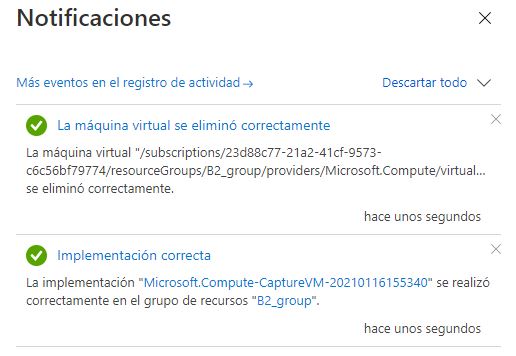 Notificaciones
Más eventos en el registro de actividad → Descartar todo
La máquina virtual se eliminó correctamente
La máquina virtual "/subscriptions/23d88c77-21a2-41cf-9573-
c6c56bf79774/resourceGroups/B2_group/providers/Microsoft.Compute/virtual...
se eliminó correctamente.
hace unos segundos
Implementación correcta
La implementación "Microsoft.Compute-CaptureVM-20210116155340" se realizó
correctamente en el grupo de recursos "B2_group".
hace unos segundos